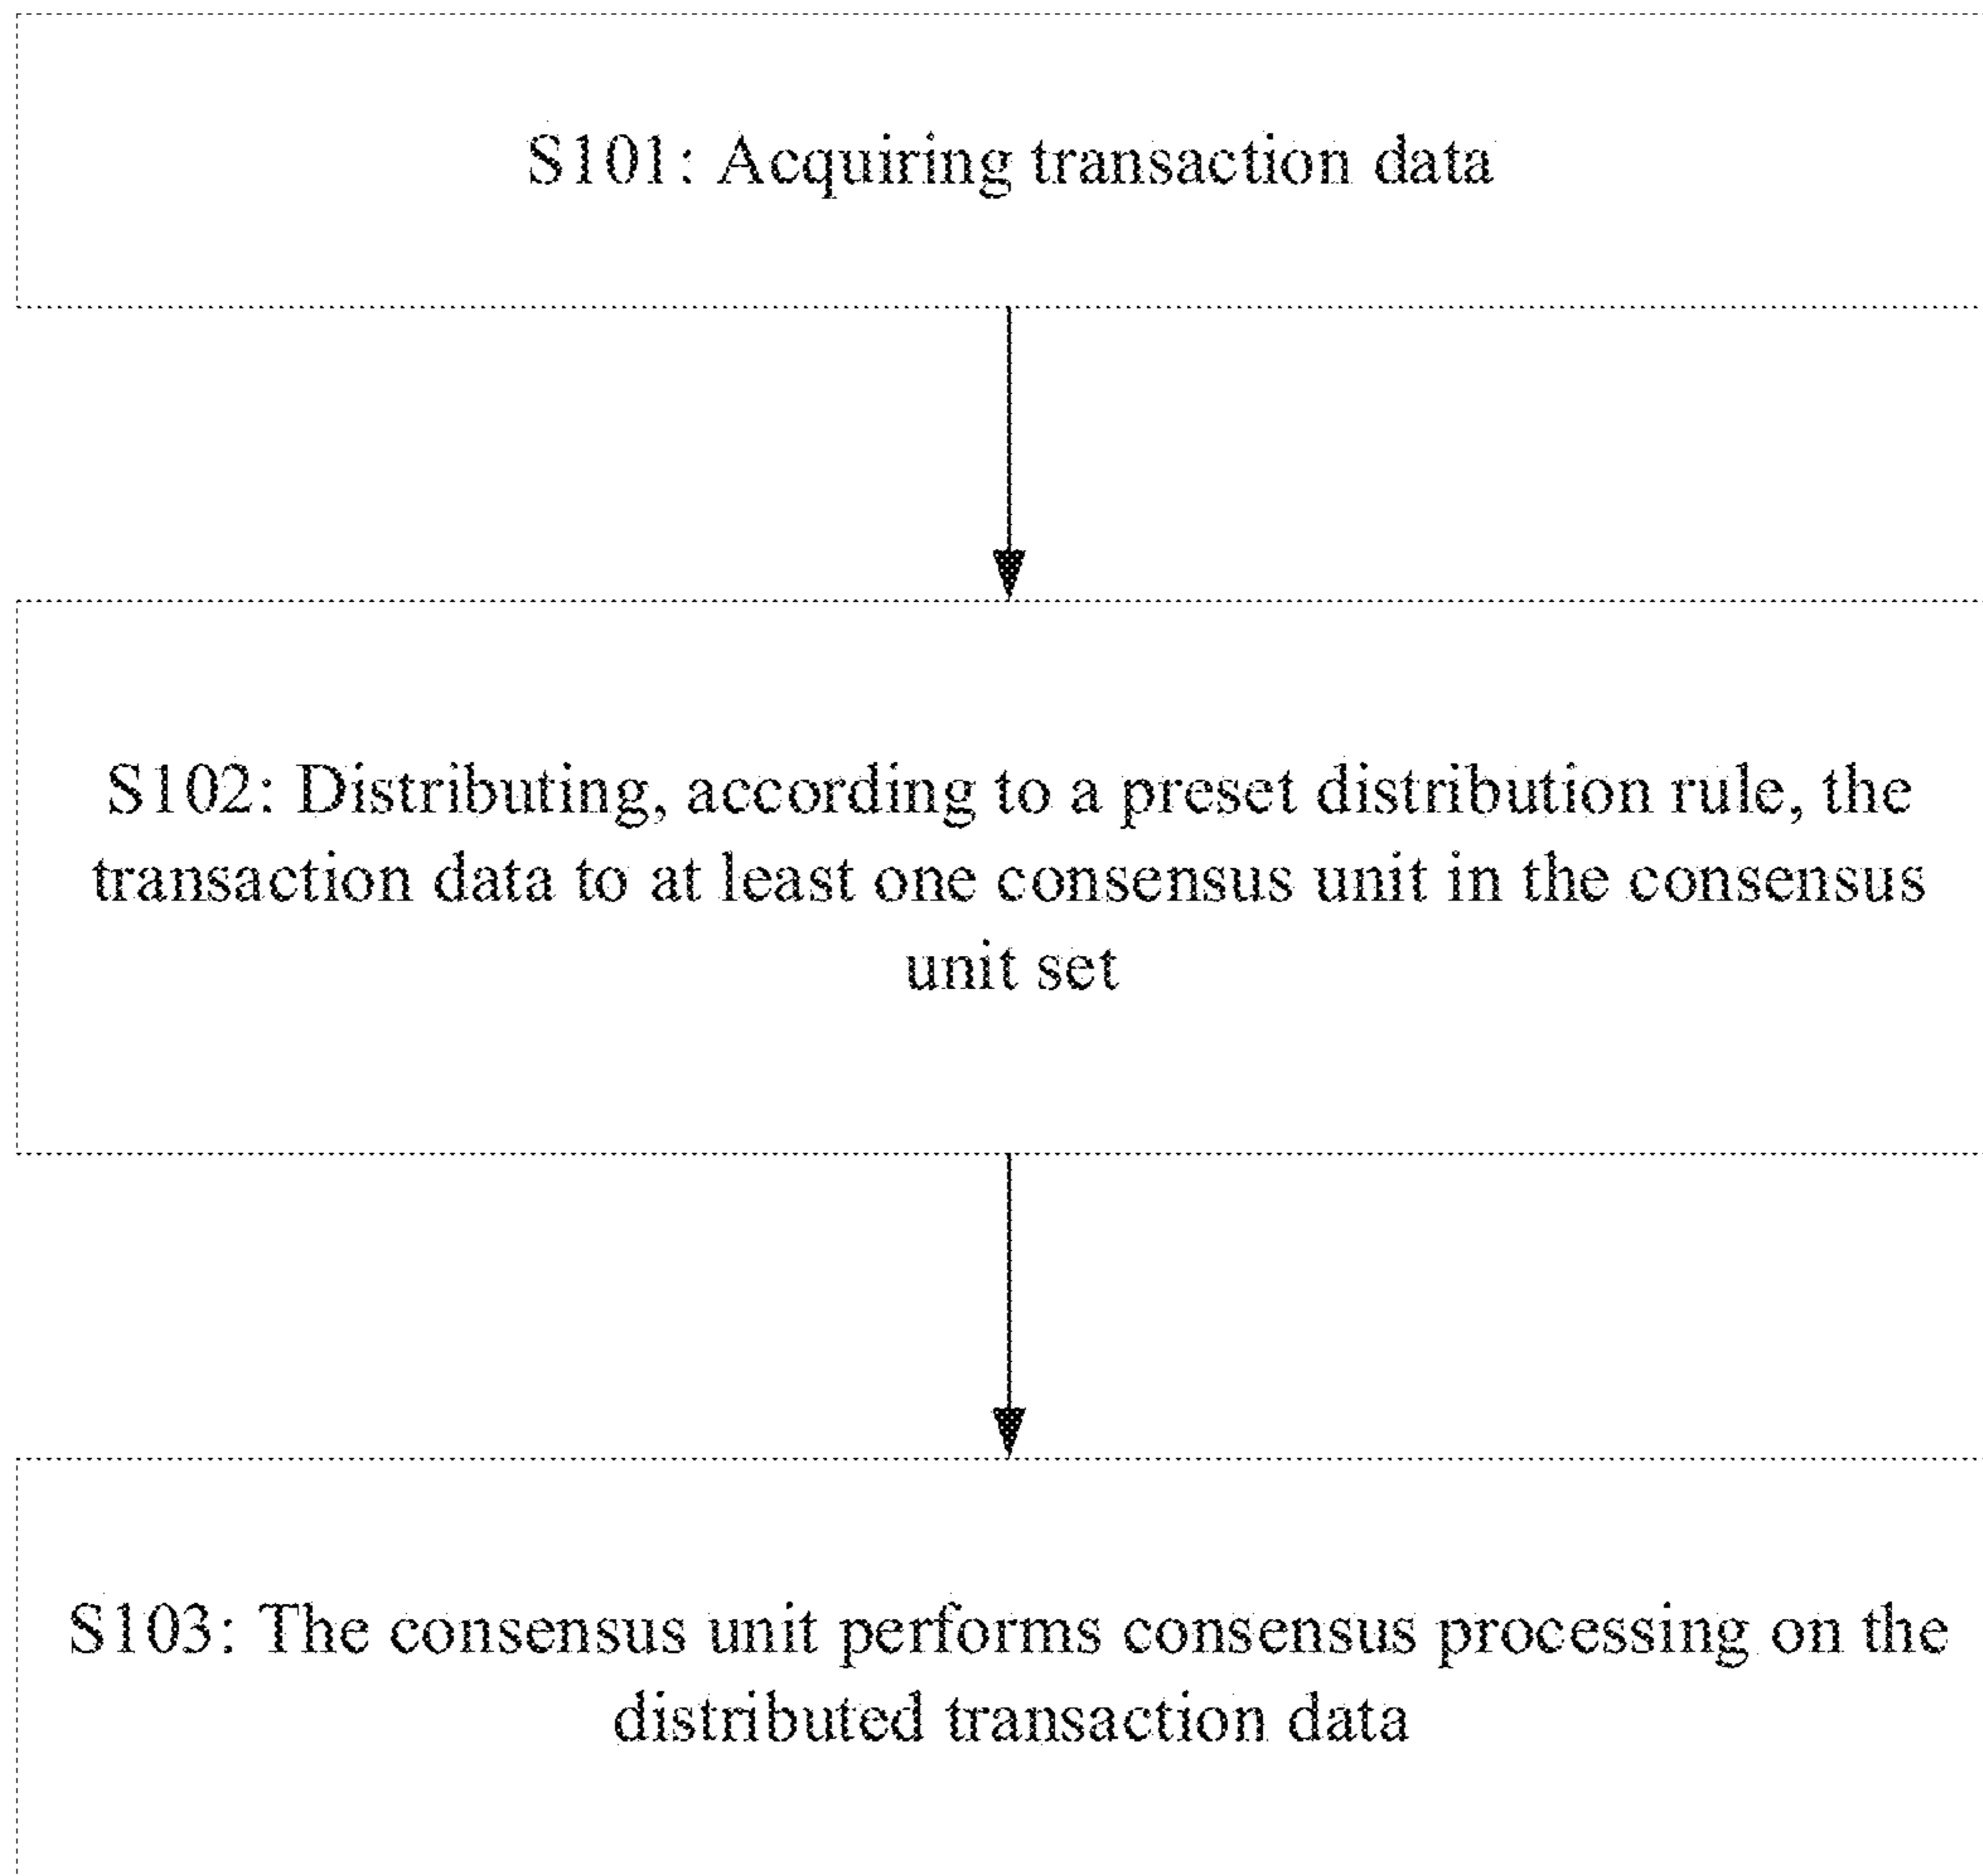 S101: Acquiring transaction data
S102: Distributing, according to a preset distribution rule, the
transaction data to at least one consensus unit in the consensus
unit set
S103: The consensus unit performs consensus processing on the
distributed transaction data